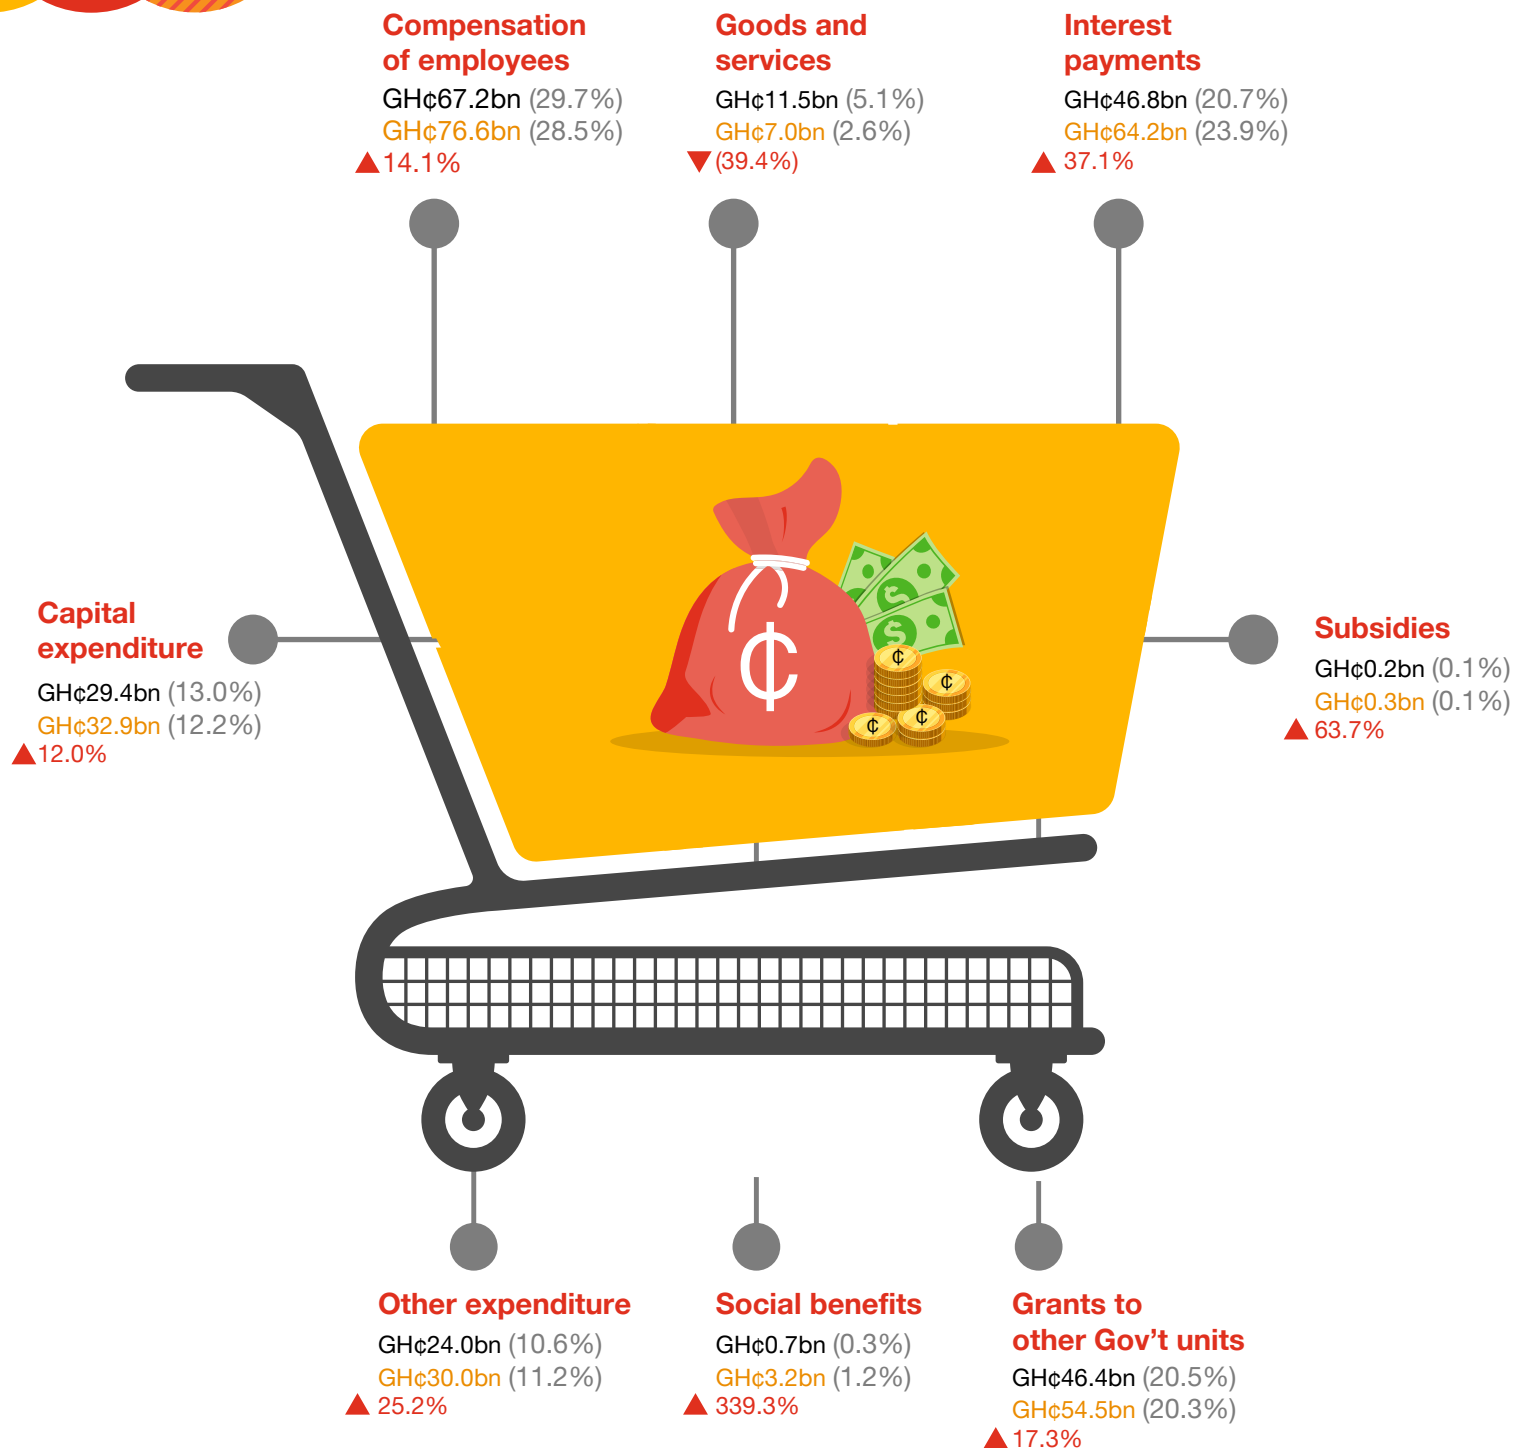 Compensation
of employees
GH¢67.2bn (29.7%)
GH¢76.6bn (28.5%)
14.1%
Goods and
services
GH¢11.5bn (5.1%)
GH¢7.0bn (2.6%)
(39.4%)
Interest
payments
GH¢46.8bn (20.7%)
GH¢64.2bn (23.9%)
37.1%
Capital
expenditure
GH¢29.4bn (13.0%)
GH¢32.9bn (12.2%)
12.0%
₵
$
$
¢
¢
¢
¢
Subsidies
GH¢0.2bn (0.1%)
GH¢0.3bn (0.1%)
63.7%
Other expenditure
GH¢24.0bn (10.6%)
GH¢30.0bn (11.2%)
25.2%
Social benefits
GH¢0.7bn (0.3%)
GH¢3.2bn (1.2%)
339.3%
Grants to
other Gov’t units
GH¢46.4bn (20.5%)
GH¢54.5bn (20.3%)
17.3%